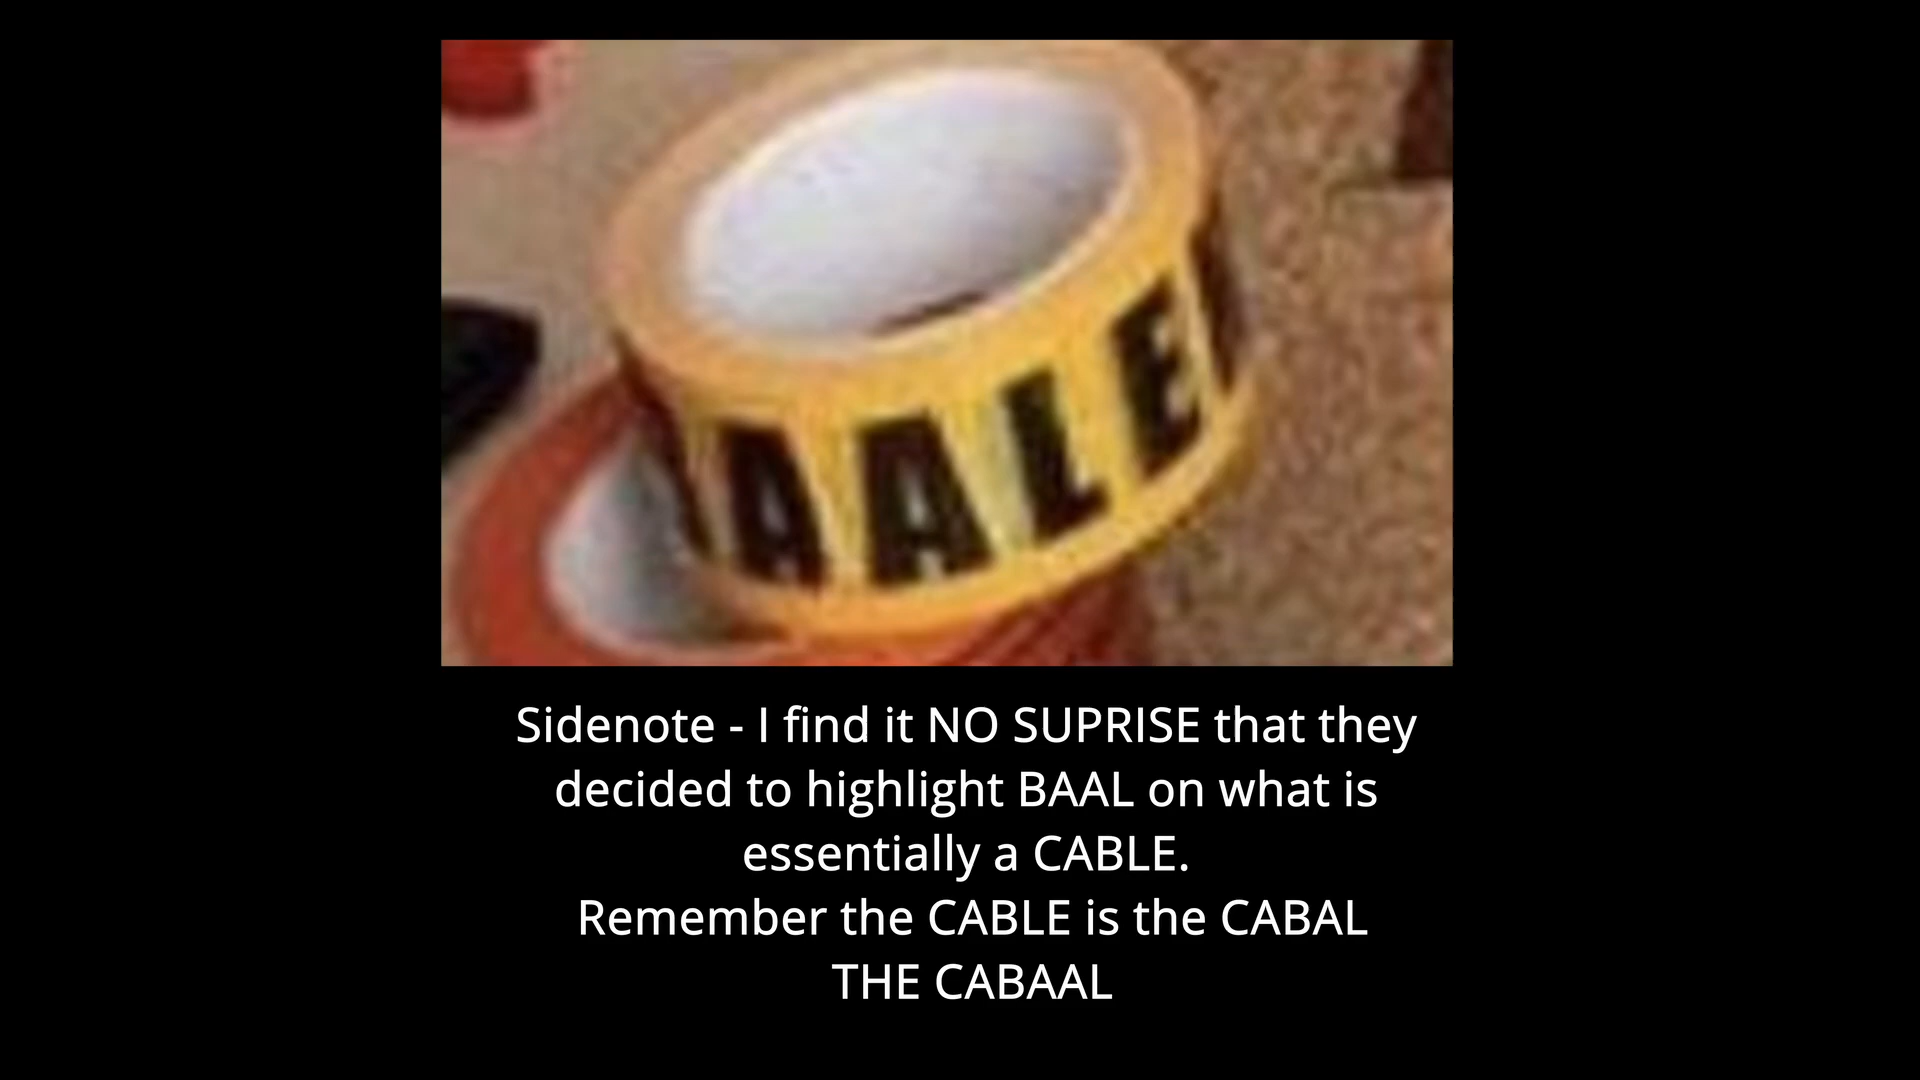 AALE
Sidenote - I find it NO SUPRISE that they
decided to highlight BAAL on what is
essentially a CABLE.
Remember the CABLE is the CABAL
THE CABAAL